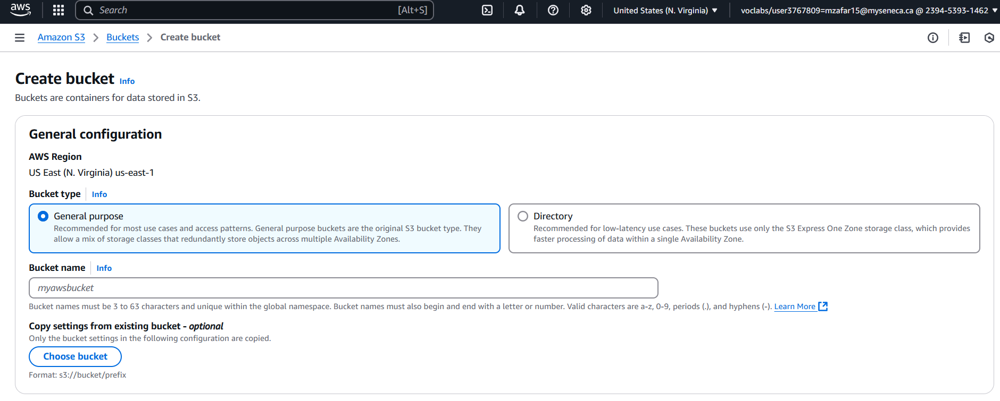 aws
Search [Alt+S] United States (N. Virginia) voclabs/user3767809=mzafar15@myseneca.ca @ 2394-5393-1462
Amazon S3 Buckets Create bucket
Create bucket Info
Buckets are containers for data stored in S3.
General configuration
AWS Region
US East (N. Virginia) us-east-1
Bucket type Info
General purpose
Recommended for most use cases and access patterns. General purpose buckets are the original S3 bucket type. They
allow a mix of storage classes that redundantly store objects across multiple Availability Zones.
Directory
Recommended for low-latency use cases. These buckets use only the S3 Express One Zone storage class, which provides
faster processing of data within a single Availability Zone.
Bucket name Info
myawsbucket
Bucket names must be 3 to 63 characters and unique within the global namespace. Bucket names must also begin and end with a letter or number. Valid characters are a-z, 0-9, periods (.), and hyphens (-). Learn More
Copy settings from existing bucket - optional
Only the bucket settings in the following configuration are copied.
Choose bucket
Format: s3://bucket/prefix